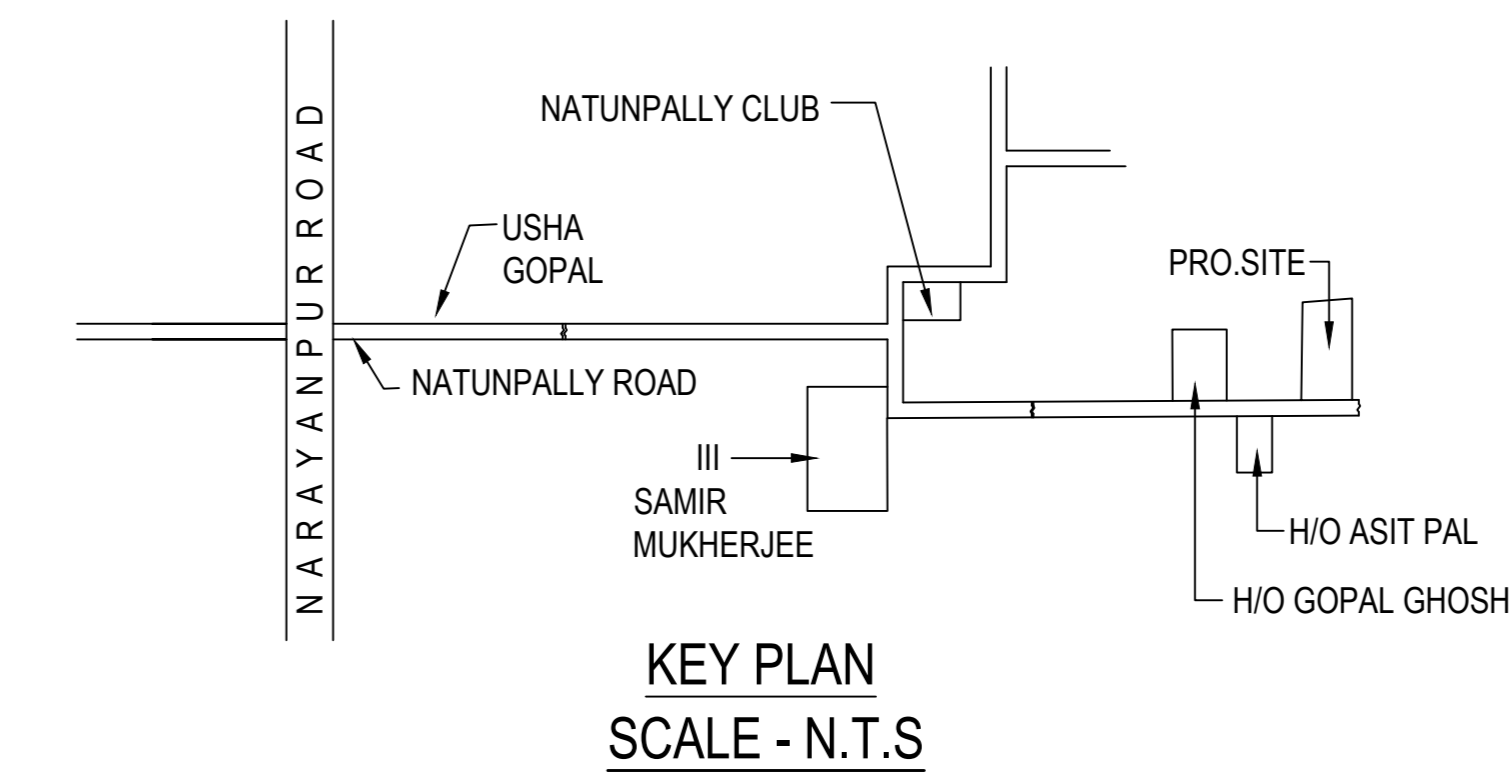 NARAYANPUR ROAD
NATUNPALLY CLUB
USHA
GOPAL
PRO.SITE
NATUNPALLY ROAD
III
SAMIR
MUKHERJEE
H/O ASIT PAL
H/O GOPAL GHOSH
KEY PLAN
SCALE - N.T.S